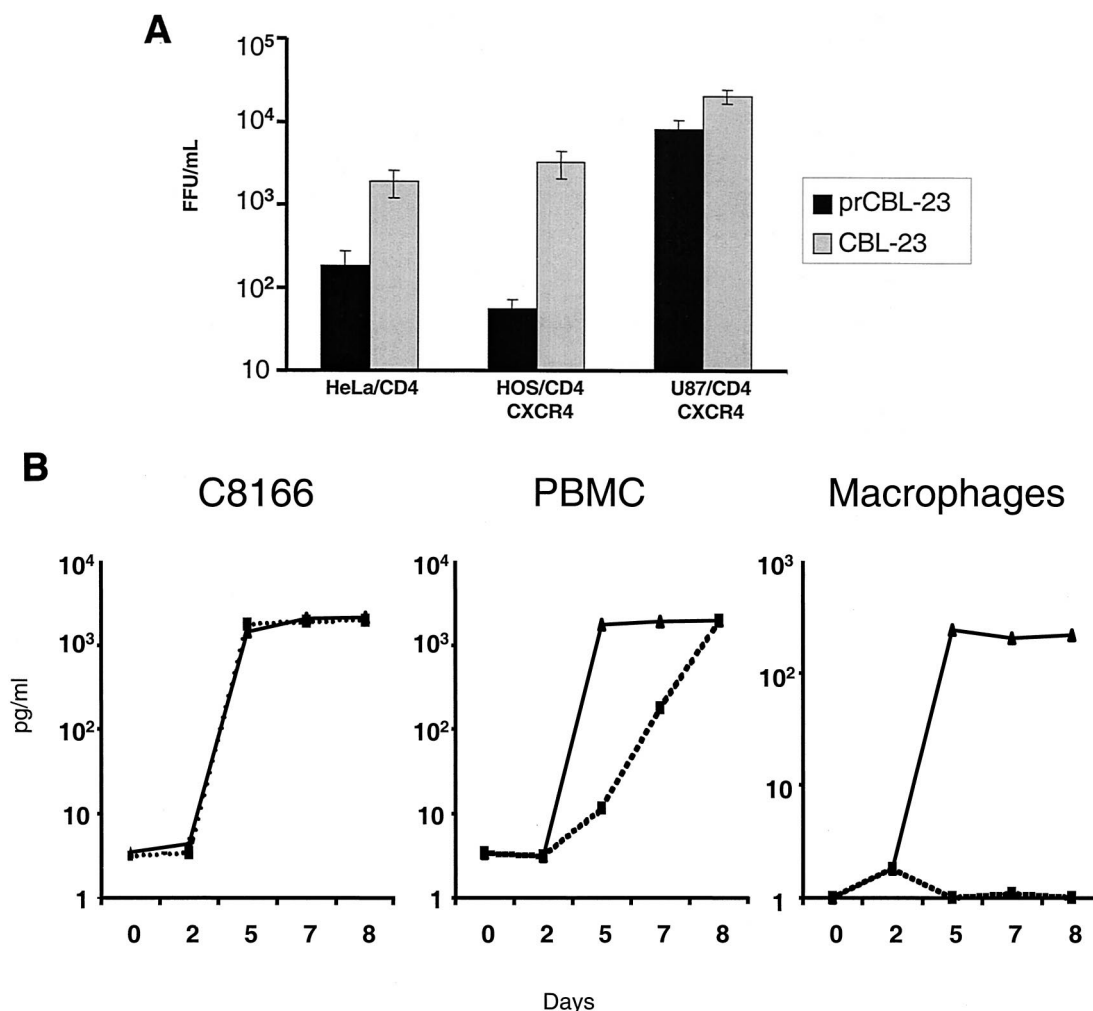 A
10⁵
10⁴
10³
10²
10
FFU/mL
HeLa/CD4
HOS/CD4
CXCR4
U87/CD4
CXCR4
prCBL-23
CBL-23
B
C8166
PBMC
Macrophages
pg/ml
10⁴
10³
10²
10
1
0 2 5 7 8
10⁴
10³
10²
10
1
0 2 5 7 8
10³
10²
10
1
0 2 5 7 8
Days